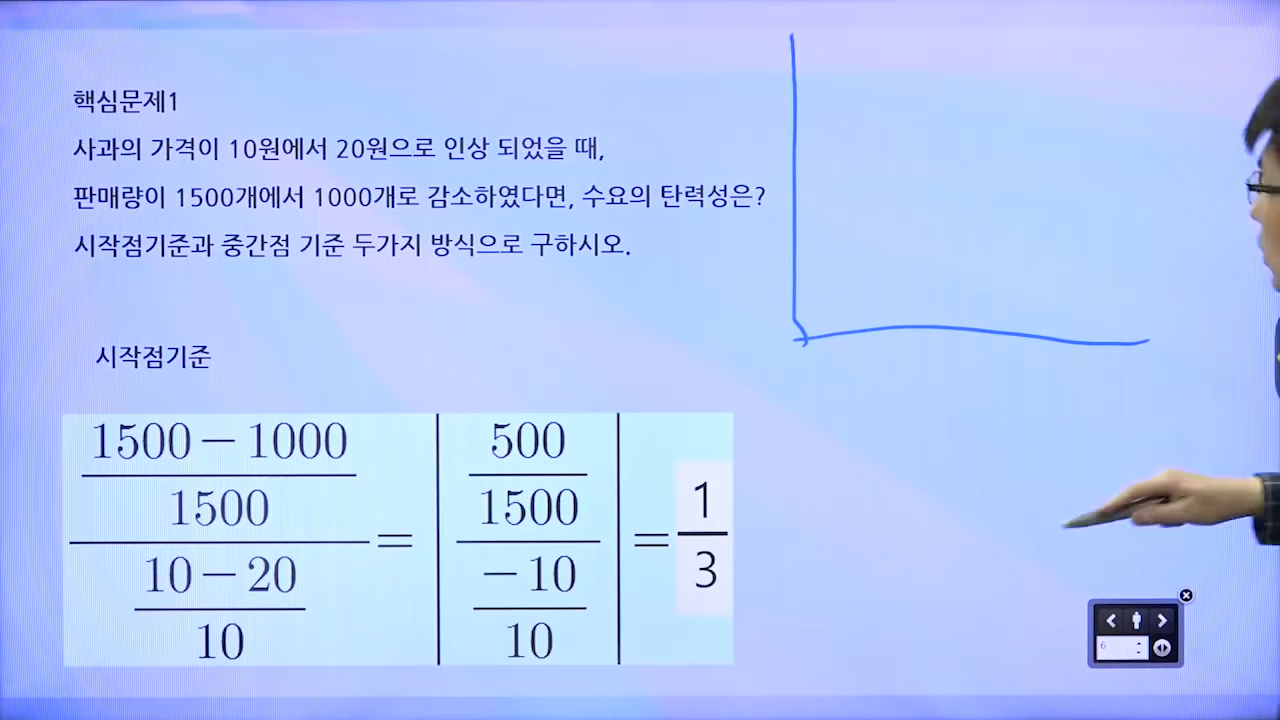 핵심문제1
사과의 가격이 10원에서 20원으로 인상 되었을 때,
판매량이 1500개에서 1000개로 감소하였다면, 수요의 탄력성은?
시작점기준과 중간점 기준 두가지 방식으로 구하시오.
시작점기준
1500-1000
1500
10-20
10
=
500
1500
-10
10
=
1
3
6